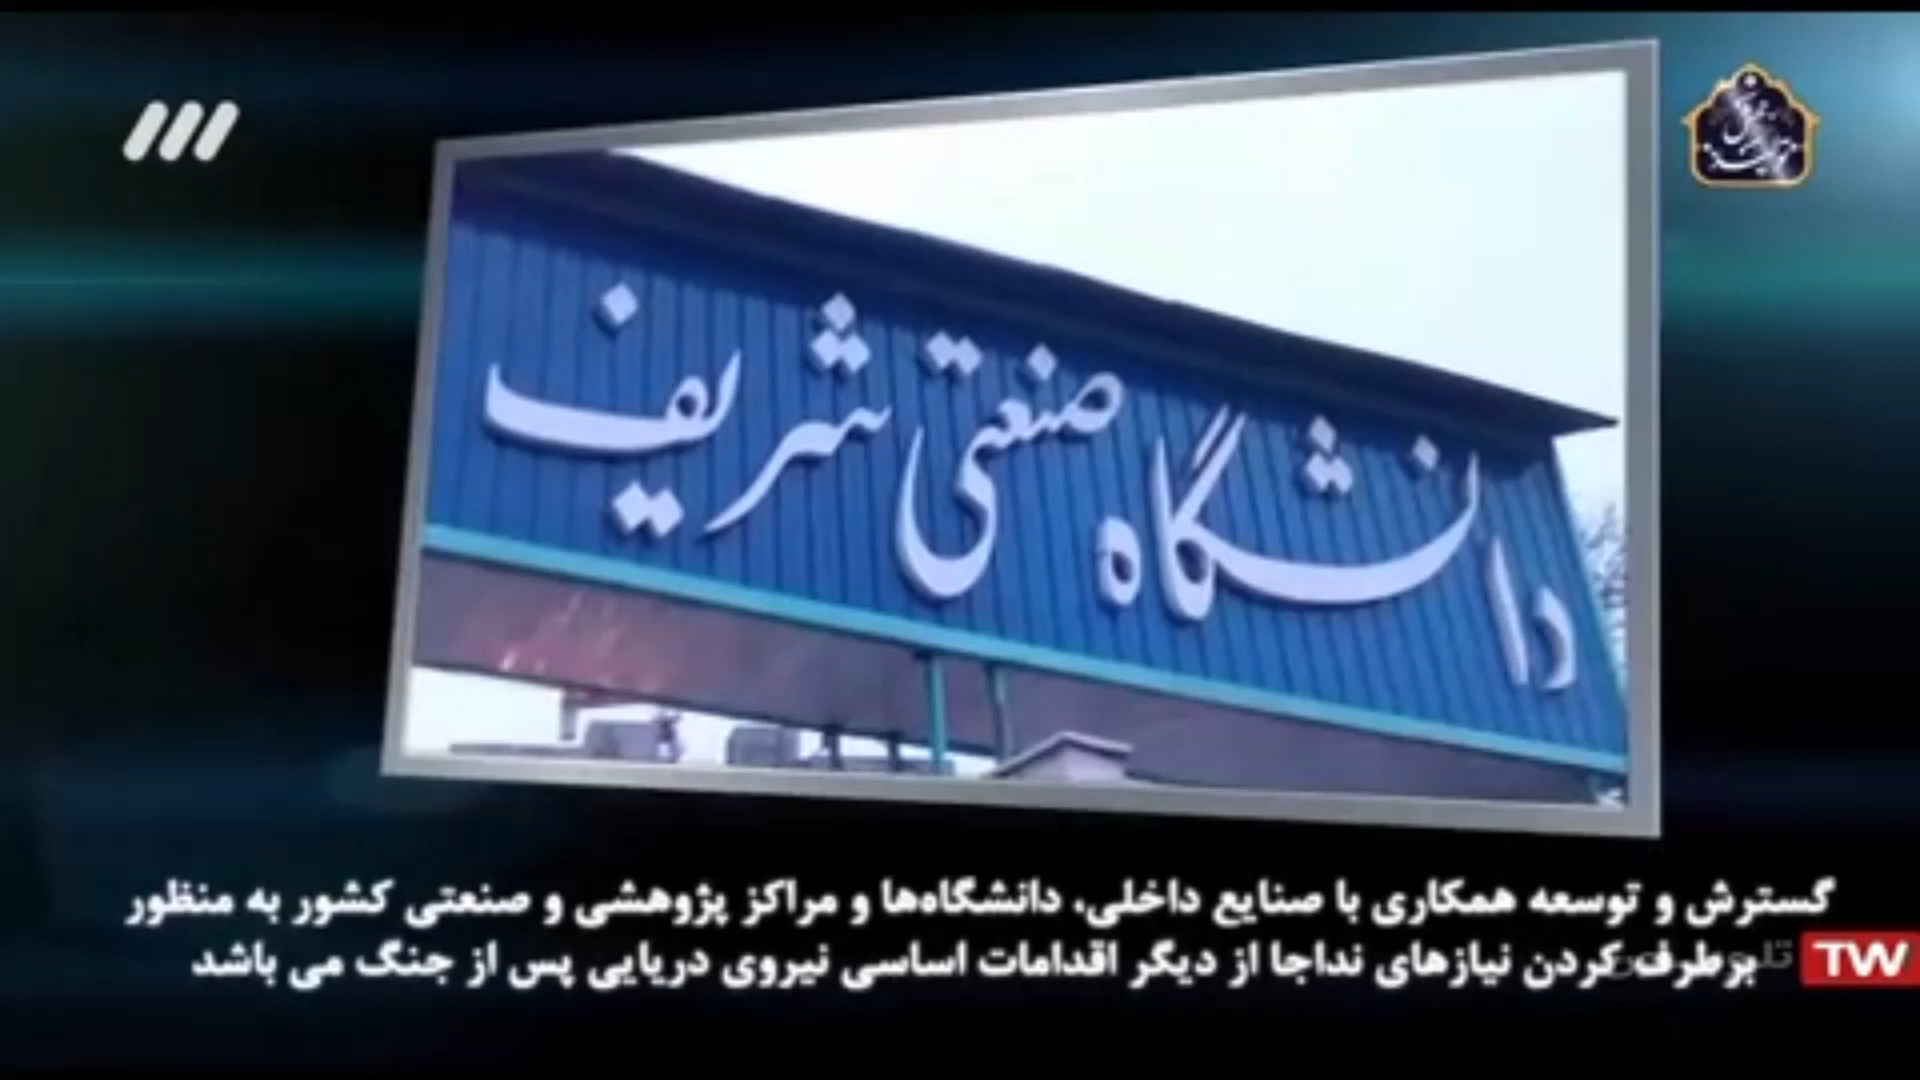 دانشگاه صنعتی شریف
گسترش و توسعه همکاری با صنایع داخلی، دانشگاه‌ها و مراکز پژوهشی و صنعتی کشور به منظور
برطرف کردن نیازهای نداجا از دیگر اقدامات اساسی نیروی دریایی پس از جنگ می باشد
TW